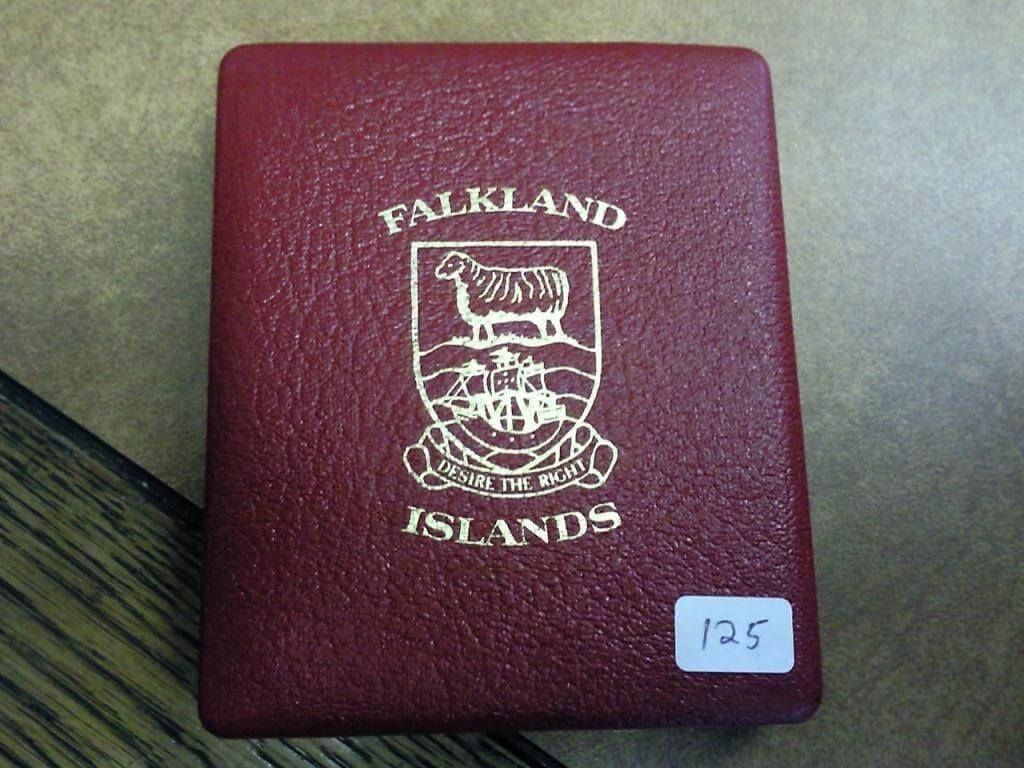 FALKLAND
DESIRE THE RIGHT
ISLANDS
125